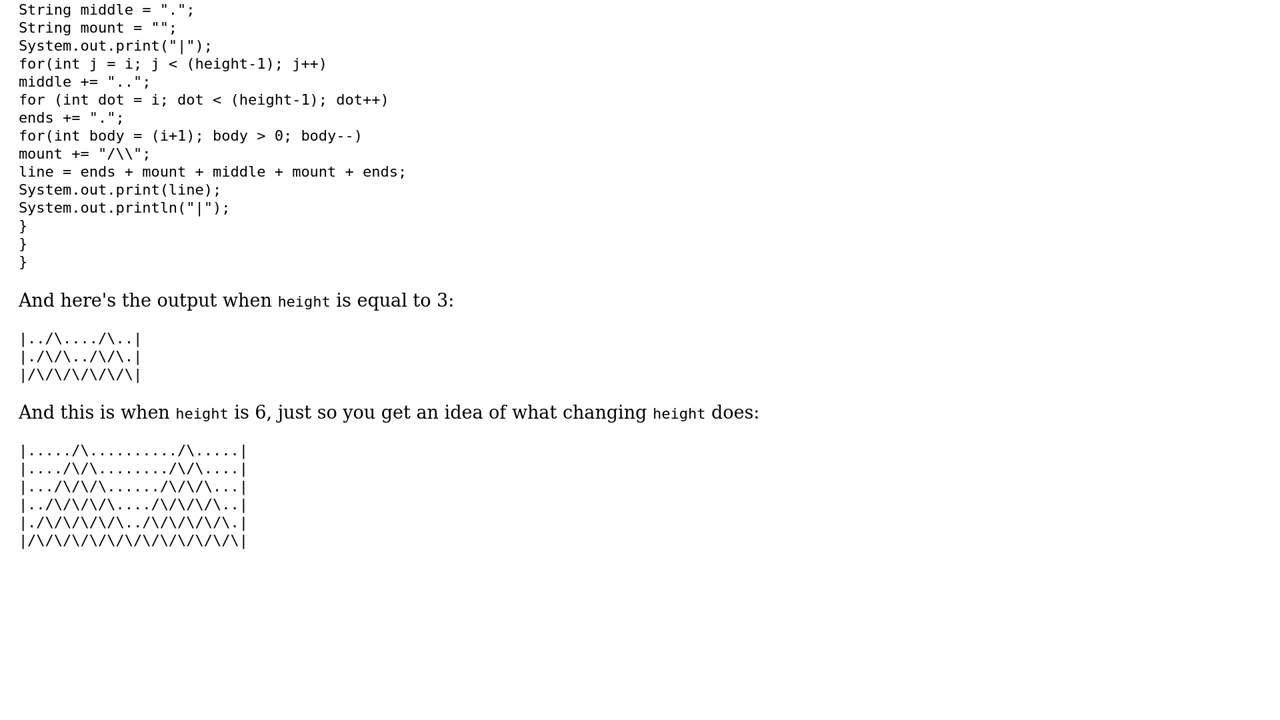 String middle = ".";
String mount = "";
System.out.print("|");
for(int j = i; j < (height-1); j++)
middle += "..";
for (int dot = i; dot < (height-1); dot++)
ends += ".";
for(int body = (i+1); body > 0; body--)
mount += "/\\";
line = ends + mount + middle + mount + ends;
System.out.print(line);
System.out.println("|");
}
}
}
And here's the output when height is equal to 3:
|../\..../\..|
|./\/\../\/\.|
|/\/\/\/\/\/\|
And this is when height is 6, just so you get an idea of what changing height does:
|...../\........../\.....|
|..../\/\......../\/\....|
|.../\/\/\....../\/\/\...|
|../\/\/\/\..../\/\/\/\..|
|./\/\/\/\/\../\/\/\/\/\.|
|/\/\/\/\/\/\/\/\/\/\/\/\|